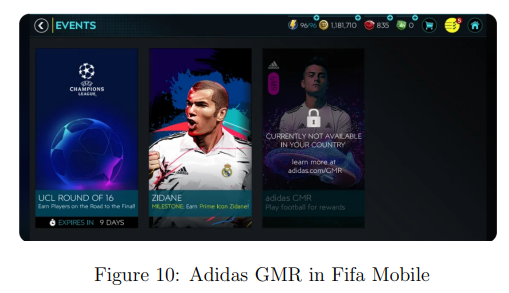 EVENTS
96/96 1,181,710 835 0
UEFA
CHAMPIONS
LEAGUE
UCL ROUND OF 16
Earn Players on the Road to the Final!
EXPIRES IN 9 DAYS
ZIDANE
MILESTONE: Earn Prime Icon Zidane!
adidas
CURRENTLY NOT AVAILABLE
IN YOUR COUNTRY
learn more at
adidas.com/GMR
adidas GMR
Play football for rewards
Figure 10: Adidas GMR in Fifa Mobile